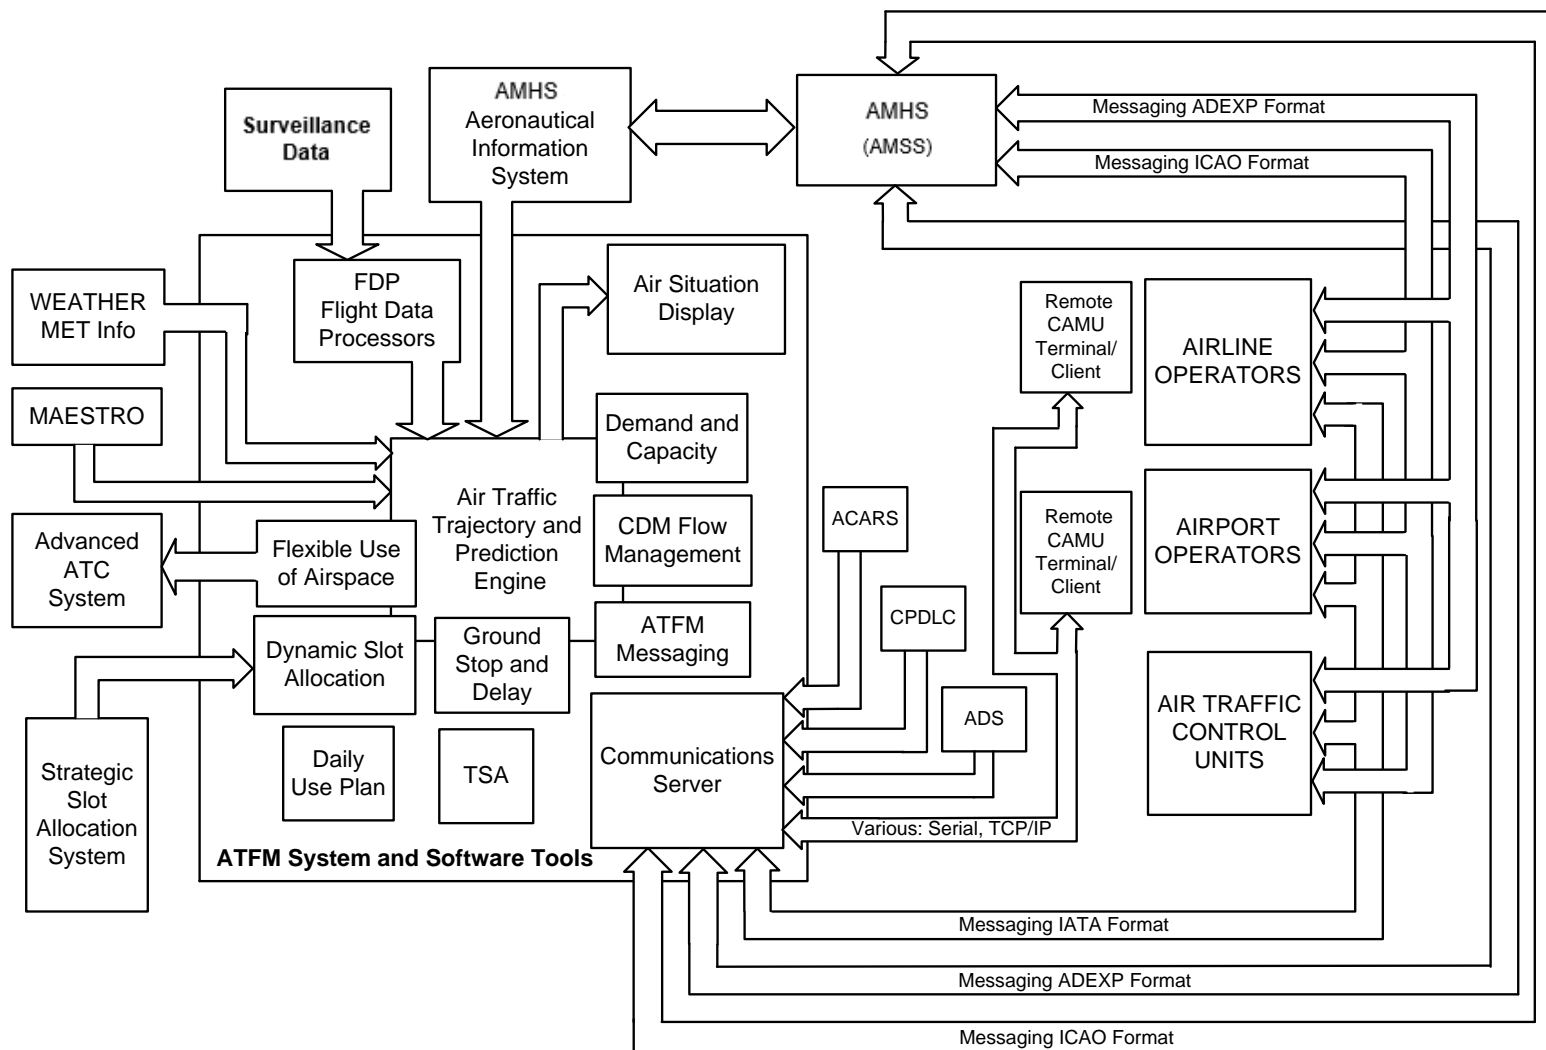 AMHS
Aeronautical
Information
System
Surveillance
Data
AMHS
(AMSS)
Messaging ADEXP Format
Messaging ICAO Format
WEATHER
MET Info
FDP
Flight Data
Processors
Air Situation
Display
Remote
CAMU
Terminal/
Client
AIRLINE
OPERATORS
MAESTRO
Demand and
Capacity
Air Traffic
Trajectory and
Prediction
Engine
CDM Flow
Management
ACARS
Remote
CAMU
Terminal/
Client
AIRPORT
OPERATORS
Advanced
ATC
System
Flexible Use
of Airspace
Dynamic Slot
Allocation
Ground
Stop and
Delay
ATFM
Messaging
CPDLC
ADS
AIR TRAFFIC
CONTROL
UNITS
Strategic
Slot
Allocation
System
Daily
Use Plan
TSA
Communications
Server
Various: Serial, TCP/IP
ATFM System and Software Tools
Messaging IATA Format
Messaging ADEXP Format
Messaging ICAO Format